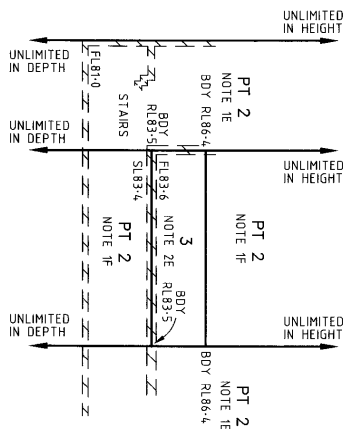 UNLIMITED
IN HEIGHT
UNLIMITED
IN DEPTH
FL81·0
STAIRS
BDY
RL83·5
BDY RL86·4
PT 2
NOTE 1E
UNLIMITED
IN DEPTH
UNLIMITED
IN HEIGHT
SL83·4
FL83·6
PT 2
NOTE 1F
3
NOTE 2E
BDY
RL83·5
PT 2
NOTE 1F
UNLIMITED
IN DEPTH
UNLIMITED
IN HEIGHT
BDY RL86·4
PT 2
NOTE 1E